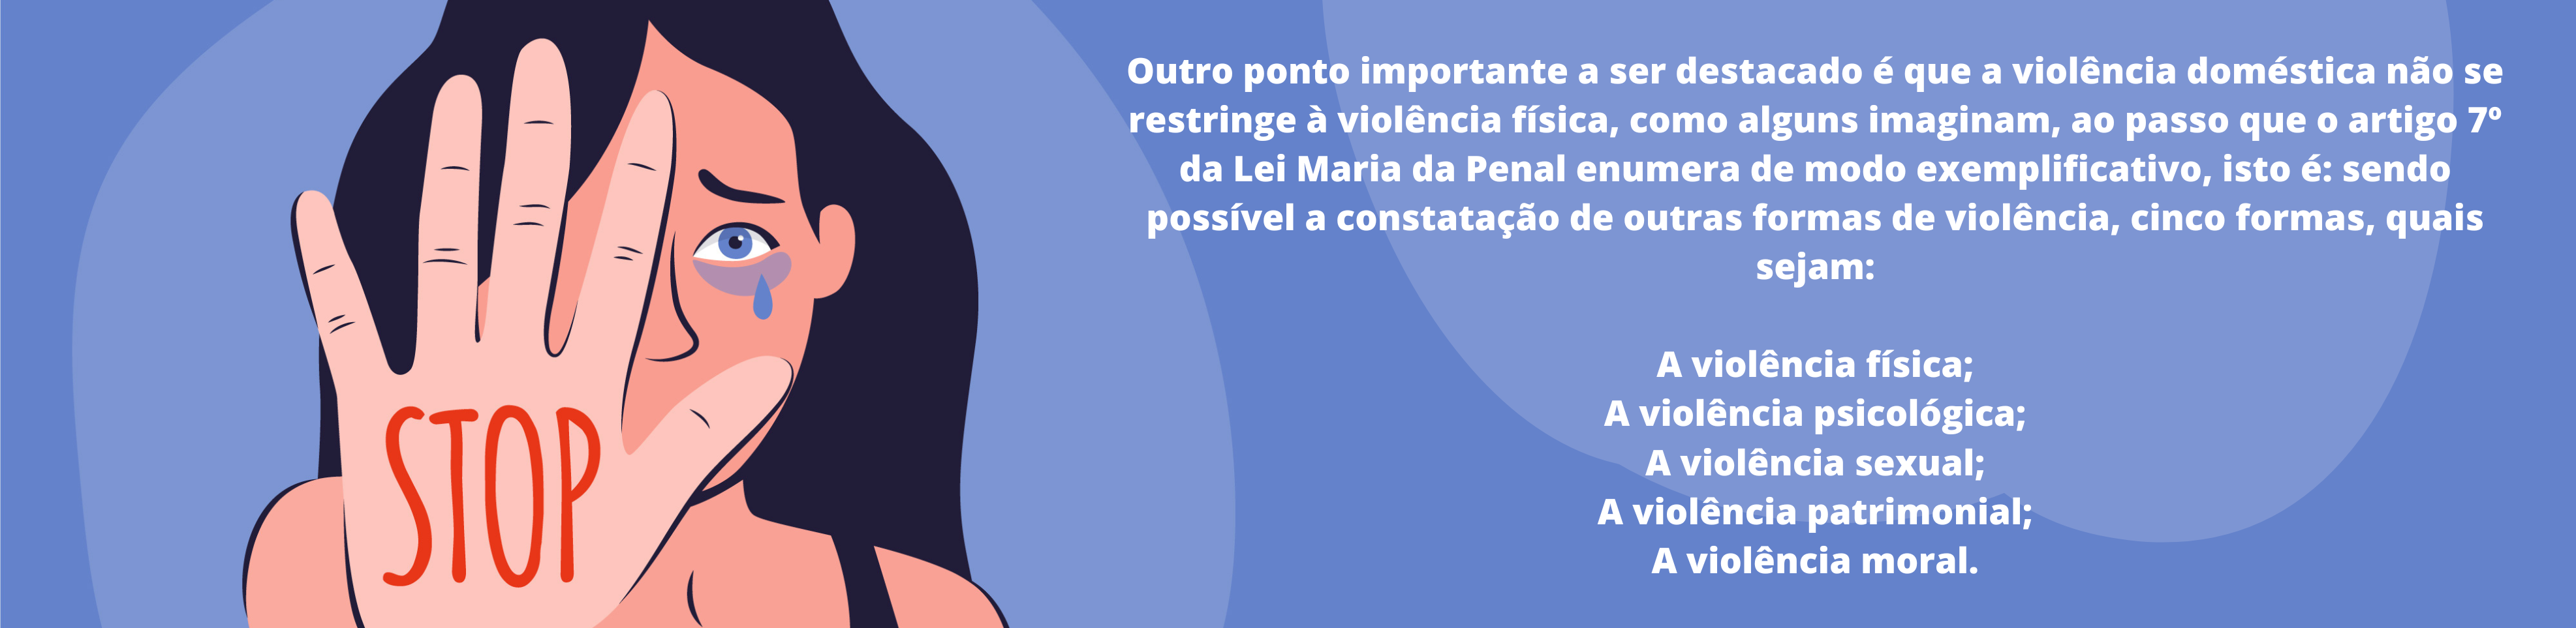 STOP
Outro ponto importante a ser destacado é que a violência doméstica não se
restringe à violência física, como alguns imaginam, ao passo que o artigo 7º
da Lei Maria da Penal enumera de modo exemplificativo, isto é: sendo
possível a constatação de outras formas de violência, cinco formas, quais
sejam:
A violência física;
A violência psicológica;
A violência sexual;
A violência patrimonial;
A violência moral.